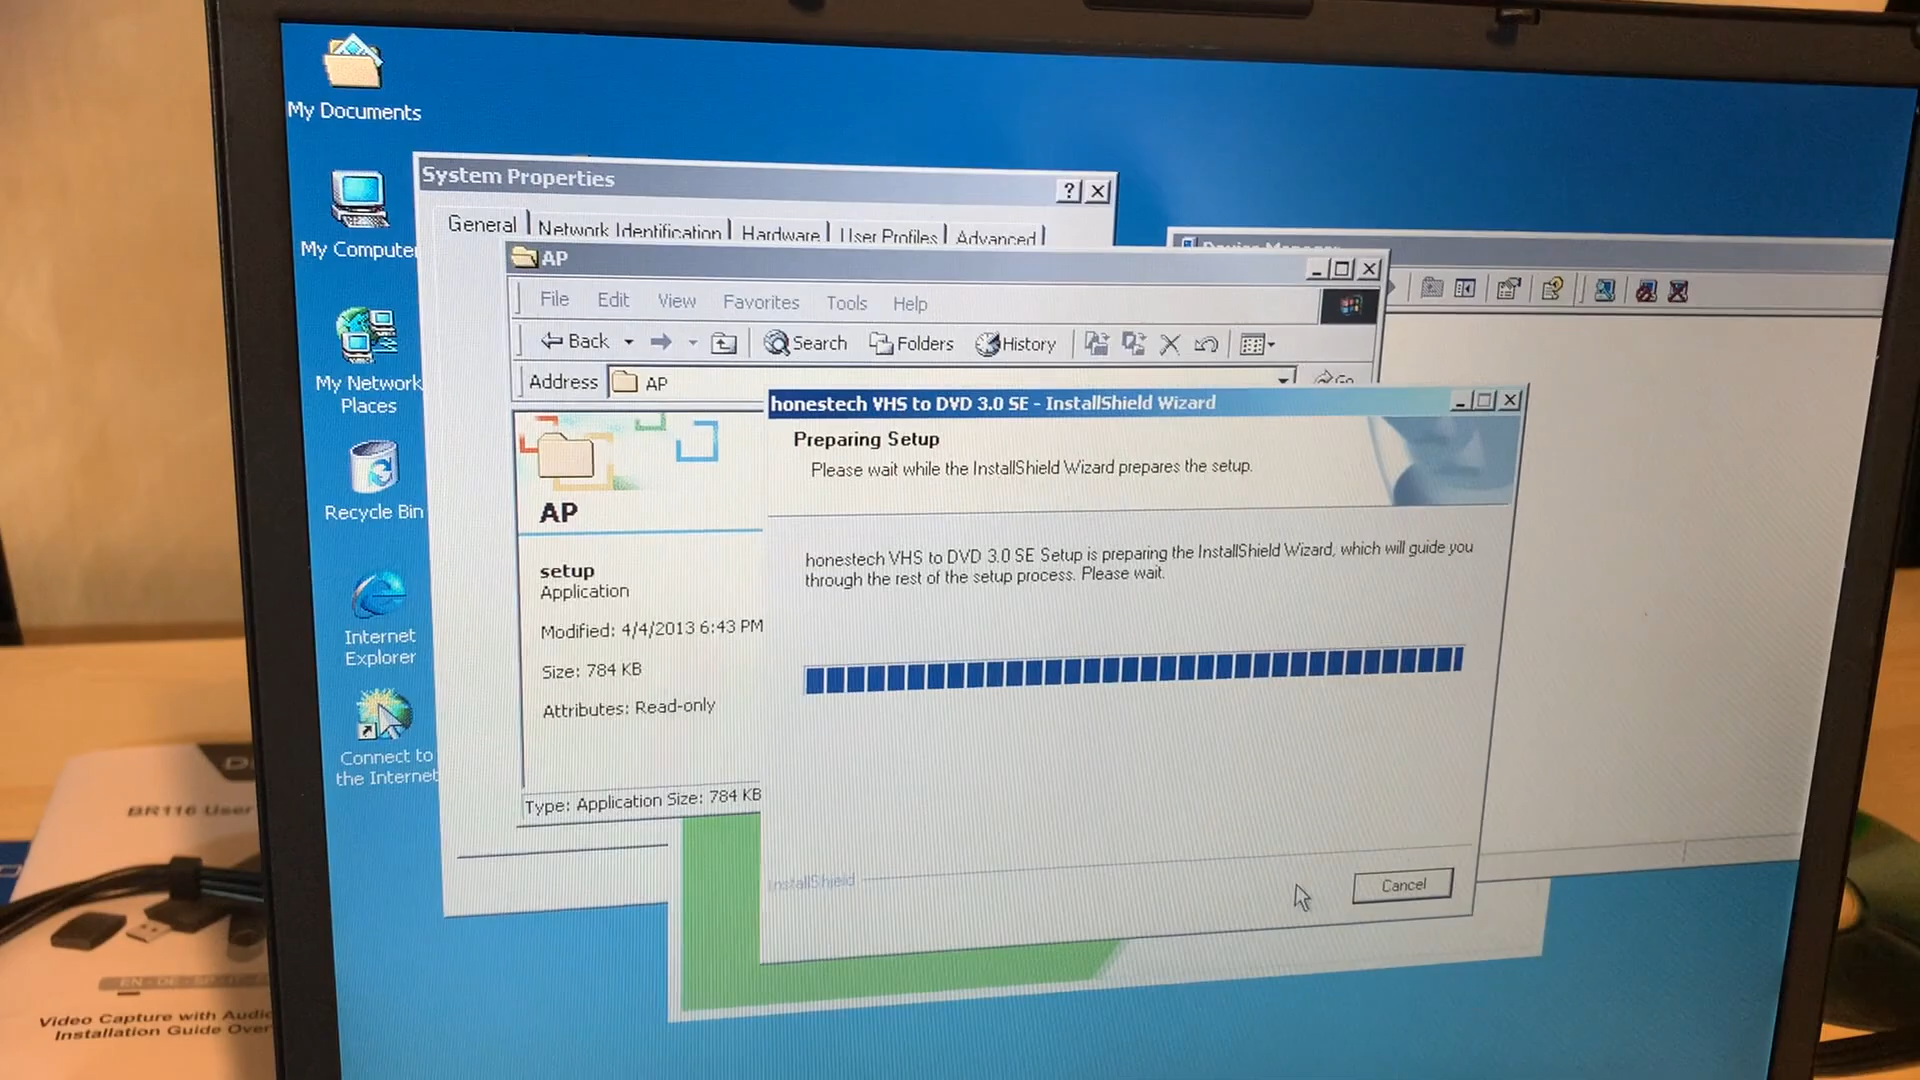 My Documents
My Compute
My Network
Places
Recycle Bin
Internet
Explorer
Connect to
the Internet
System Properties
General
Network Identification
Hardware
User Profiles
Advanced
Device Manager
AP
File Edit View Favorites Tools Help
Back Search Folders History
Address AP Go
AP
setup
Application
Modified: 4/4/2013 6:43 PM
Size: 784 KB
Attributes: Read-only
Type: Application Size: 784 KB
honestech VHS to DVD 3.0 SE - InstallShield Wizard
Preparing Setup
Please wait while the InstallShield Wizard prepares the setup.
honestech VHS to DVD 3.0 SE Setup is preparing the InstallShield Wizard, which will guide you
through the rest of the setup process. Please wait.
InstallShield
Cancel
BR116 User
EN - DE - 
Video Capture with Audio
Installation Guide Over